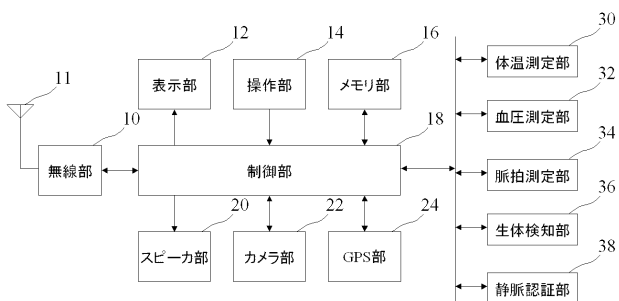 12
14
16
30
表示部
操作部
メモリ部
体温測定部
11
32
血圧測定部
10
18
34
無線部
制御部
脈拍測定部
20
22
24
36
スピーカ部
カメラ部
GPS部
生体検知部
38
静脈認証部